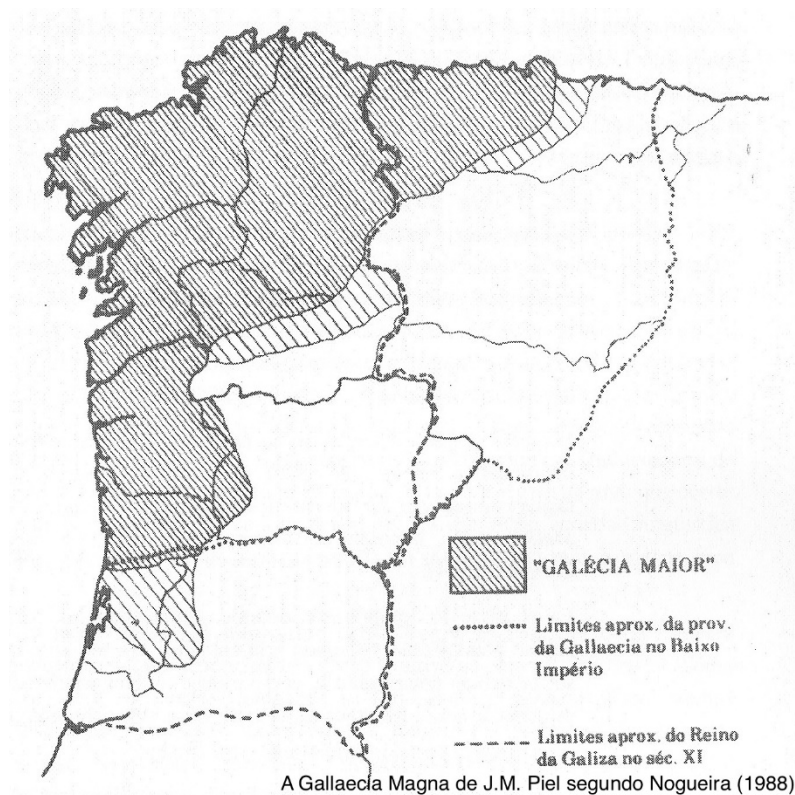 "GALÉCIA MAIOR"
Limites aprox. da prov.
da Gallaecia no Baixo
Império
Limites aprox. do Reino
da Galiza no séc. XI
A Gallaecia Magna de J.M. Piel segundo Nogueira (1988)